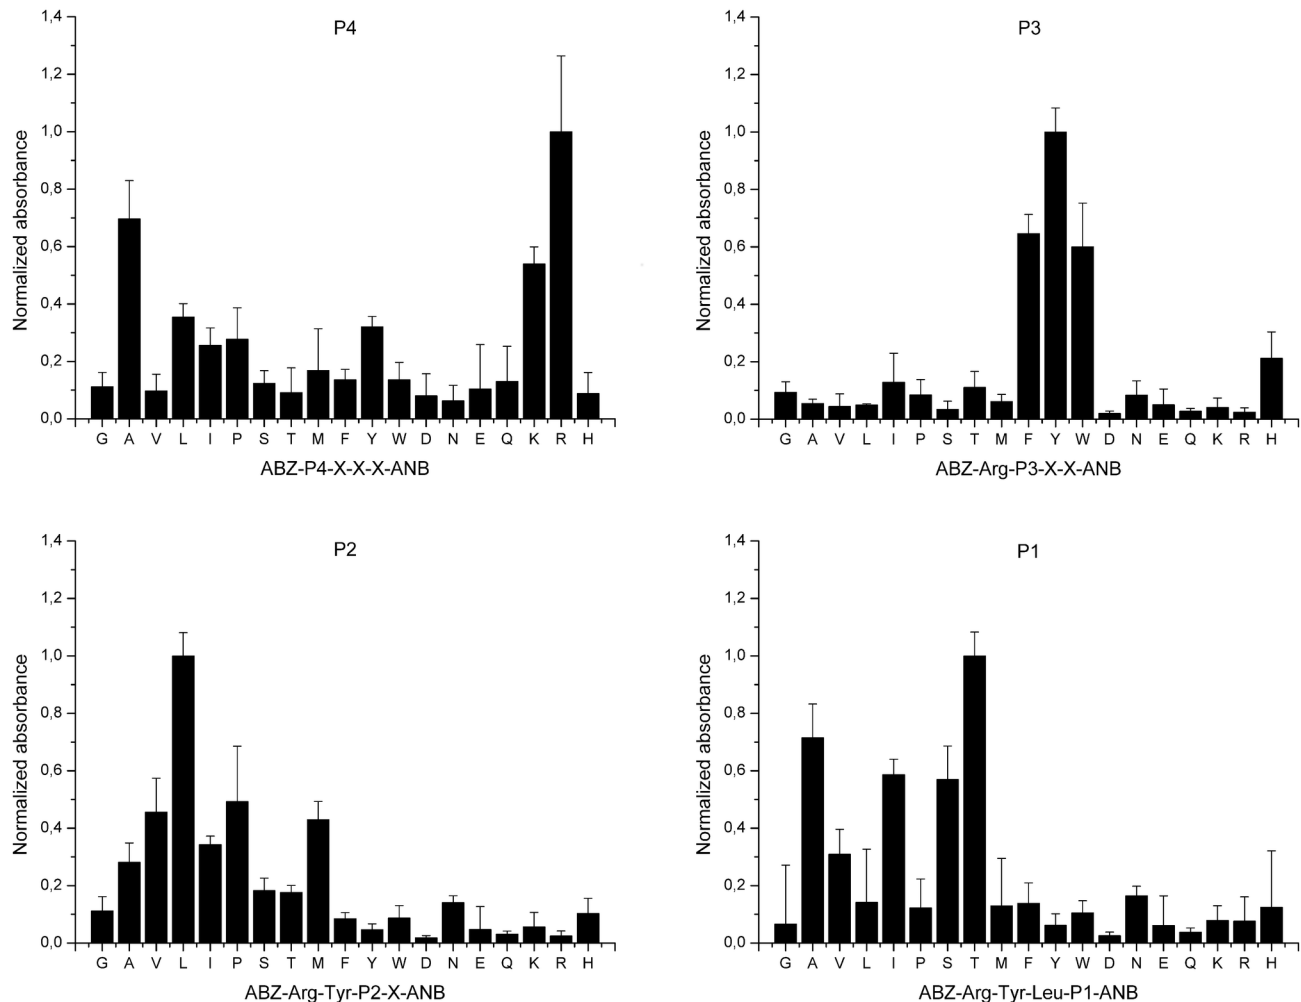 P4
Normalized absorbance
1,4
1,2
1,0
0,8
0,6
0,4
0,2
0,0
G A V L I P S T M F Y W D N E Q K R H
ABZ-P4-X-X-X-ANB
P3
Normalized absorbance
1,4
1,2
1,0
0,8
0,6
0,4
0,2
0,0
G A V L I P S T M F Y W D N E Q K R H
ABZ-Arg-P3-X-X-ANB
P2
Normalized absorbance
1,4
1,2
1,0
0,8
0,6
0,4
0,2
0,0
G A V L I P S T M F Y W D N E Q K R H
ABZ-Arg-Tyr-P2-X-ANB
P1
Normalized absorbance
1,4
1,2
1,0
0,8
0,6
0,4
0,2
0,0
G A V L I P S T M F Y W D N E Q K R H
ABZ-Arg-Tyr-Leu-P1-ANB